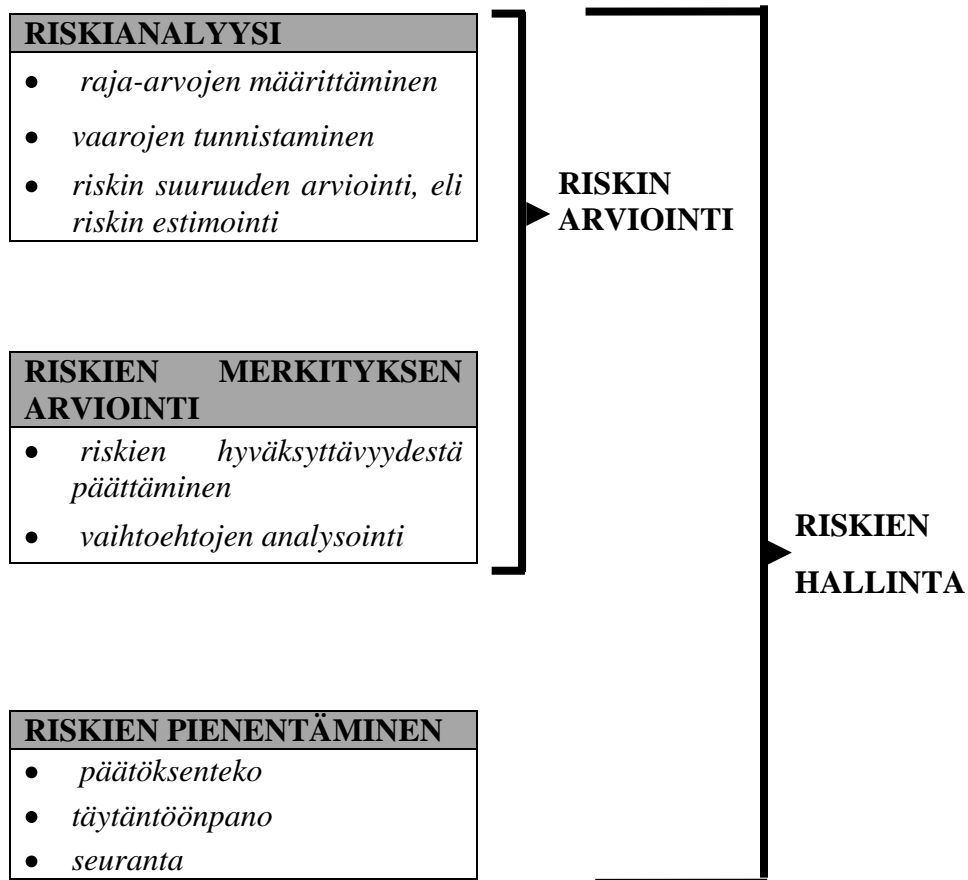 RISKIANALYYSI
• raja-arvojen määrittäminen
• vaarojen tunnistaminen
• riskin suuruuden arviointi, eli
riskin estimointi
RISKIN
ARVIOINTI
RISKIEN MERKITYKSEN
ARVIOINTI
• riskien hyväksyttävyydestä
päättäminen
• vaihtoehtojen analysointi
RISKIEN
HALLINTA
RISKIEN PIENENTÄMINEN
• päätöksenteko
• täytäntöönpano
• seuranta